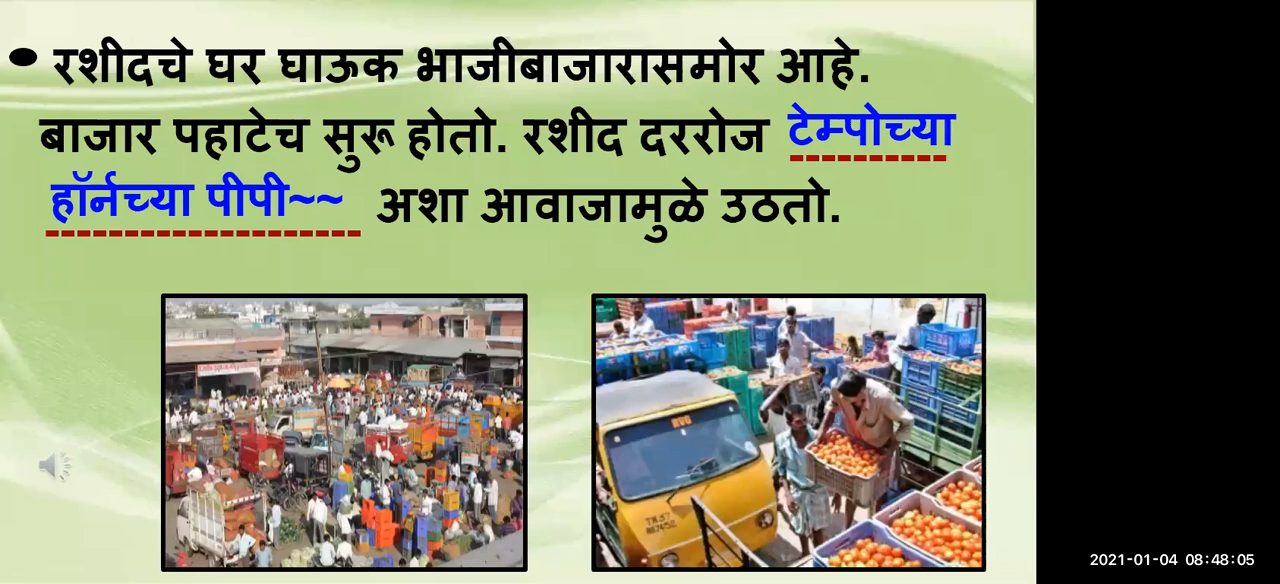 रशीदचे घर घाऊक भाजीबाजारासमोर आहे.
बाजार पहाटेच सुरू होतो. रशीद दररोज टेम्पोच्या
हॉर्नच्या पीपी~~ अशा आवाजामुळे उठतो.
2021-01-04 08:48:05